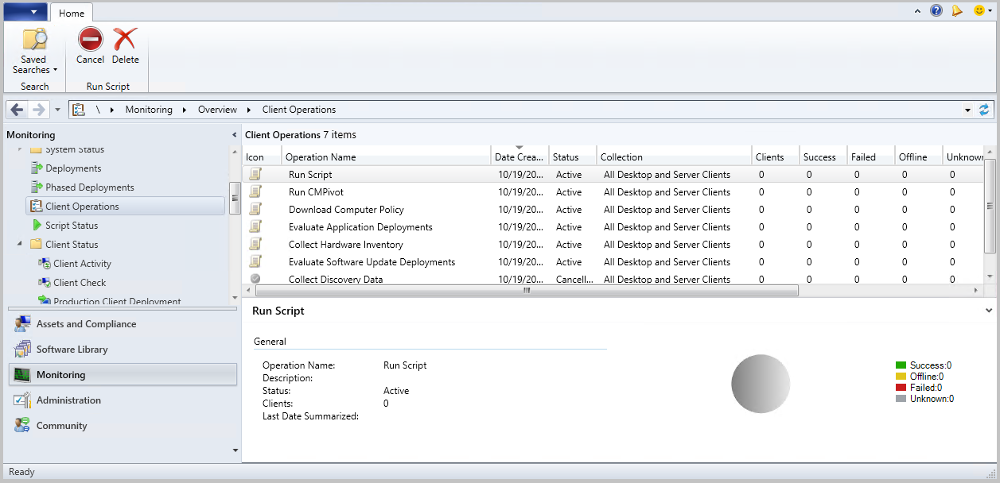 Home
Saved
Searches
Cancel
Delete
Search
Run Script
\ Monitoring Overview Client Operations
Monitoring
System Status
Deployments
Phased Deployments
Client Operations
Script Status
Client Status
Client Activity
Client Check
Production Client Deployment
Assets and Compliance
Software Library
Monitoring
Administration
Community
Client Operations 7 items
Icon Operation Name Date Crea... Status Collection Clients Success Failed Offline Unknown
Run Script 10/19/20... Active All Desktop and Server Clients 0 0 0 0 0
Run CMPivot 10/19/20... Active All Desktop and Server Clients 0 0 0 0 0
Download Computer Policy 10/19/20... Active All Desktop and Server Clients 0 0 0 0 0
Evaluate Application Deployments 10/19/20... Active All Desktop and Server Clients 0 0 0 0 0
Collect Hardware Inventory 10/19/20... Active All Desktop and Server Clients 0 0 0 0 0
Evaluate Software Update Deployments 10/19/20... Active All Desktop and Server Clients 0 0 0 0 0
Collect Discovery Data 10/19/20... Cancell... All Desktop and Server Clients 0 0 0 0 0
Run Script
General
Operation Name: Run Script
Description:
Status: Active
Clients: 0
Last Date Summarized:
Success:0
Offline:0
Failed:0
Unknown:0
Ready